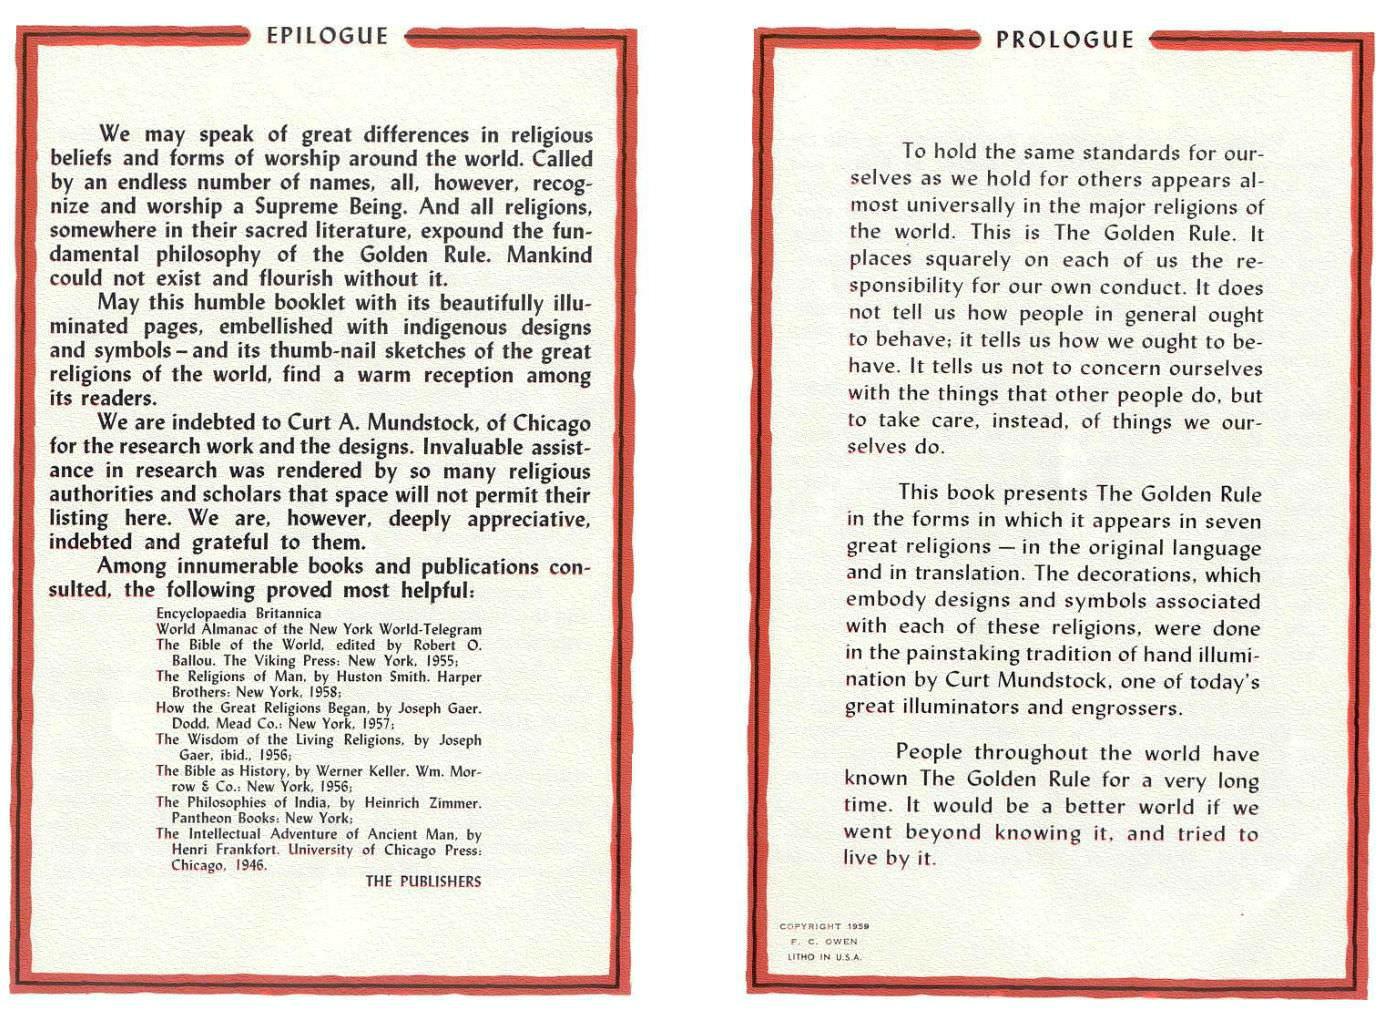 EPILOGUE
We may speak of great differences in religious
beliefs and forms of worship around the world. Called
by an endless number of names, all, however, recog-
nize and worship a Supreme Being. And all religions,
somewhere in their sacred literature, expound the fun-
damental philosophy of the Golden Rule. Mankind
could not exist and flourish without it.
May this humble booklet with its beautifully illu-
minated pages, embellished with indigenous designs
and symbols – and its thumb-nail sketches of the great
religions of the world, find a warm reception among
its readers.
We are indebted to Curt A. Mundstock, of Chicago
for the research work and the designs. Invaluable assist-
ance in research was rendered by so many religious
authorities and scholars that space will not permit their
listing here. We are, however, deeply appreciative,
indebted and grateful to them.
Among innumerable books and publications con-
sulted, the following proved most helpful:
Encyclopaedia Britannica
World Almanac of the New York World-Telegram
The Bible of the World, edited by Robert O.
Ballou. The Viking Press: New York, 1955;
The Religions of Man, by Huston Smith. Harper
Brothers: New York, 1958;
How the Great Religions Began, by Joseph Gaer.
Dodd, Mead Co.: New York, 1957;
The Wisdom of the Living Religions, by Joseph
Gaer, ibid., 1956;
The Bible as History, by Werner Keller. Wm. Mor-
row & Co.: New York, 1956;
The Philosophies of India, by Heinrich Zimmer.
Pantheon Books: New York;
The Intellectual Adventure of Ancient Man, by
Henri Frankfort. University of Chicago Press:
Chicago, 1946.
THE PUBLISHERS
PROLOGUE
To hold the same standards for our-
selves as we hold for others appears al-
most universally in the major religions of
the world. This is The Golden Rule. It
places squarely on each of us the re-
sponsibility for our own conduct. It does
not tell us how people in general ought
to behave; it tells us how we ought to be-
have. It tells us not to concern ourselves
with the things that other people do, but
to take care, instead, of things we our-
selves do.
This book presents The Golden Rule
in the forms in which it appears in seven
great religions — in the original language
and in translation. The decorations, which
embody designs and symbols associated
with each of these religions, were done
in the painstaking tradition of hand illumi-
nation by Curt Mundstock, one of today's
great illuminators and engrossers.
People throughout the world have
known The Golden Rule for a very long
time. It would be a better world if we
went beyond knowing it, and tried to
live by it.
COPYRIGHT 1959
F. C. OWEN
LITHO IN U.S.A.